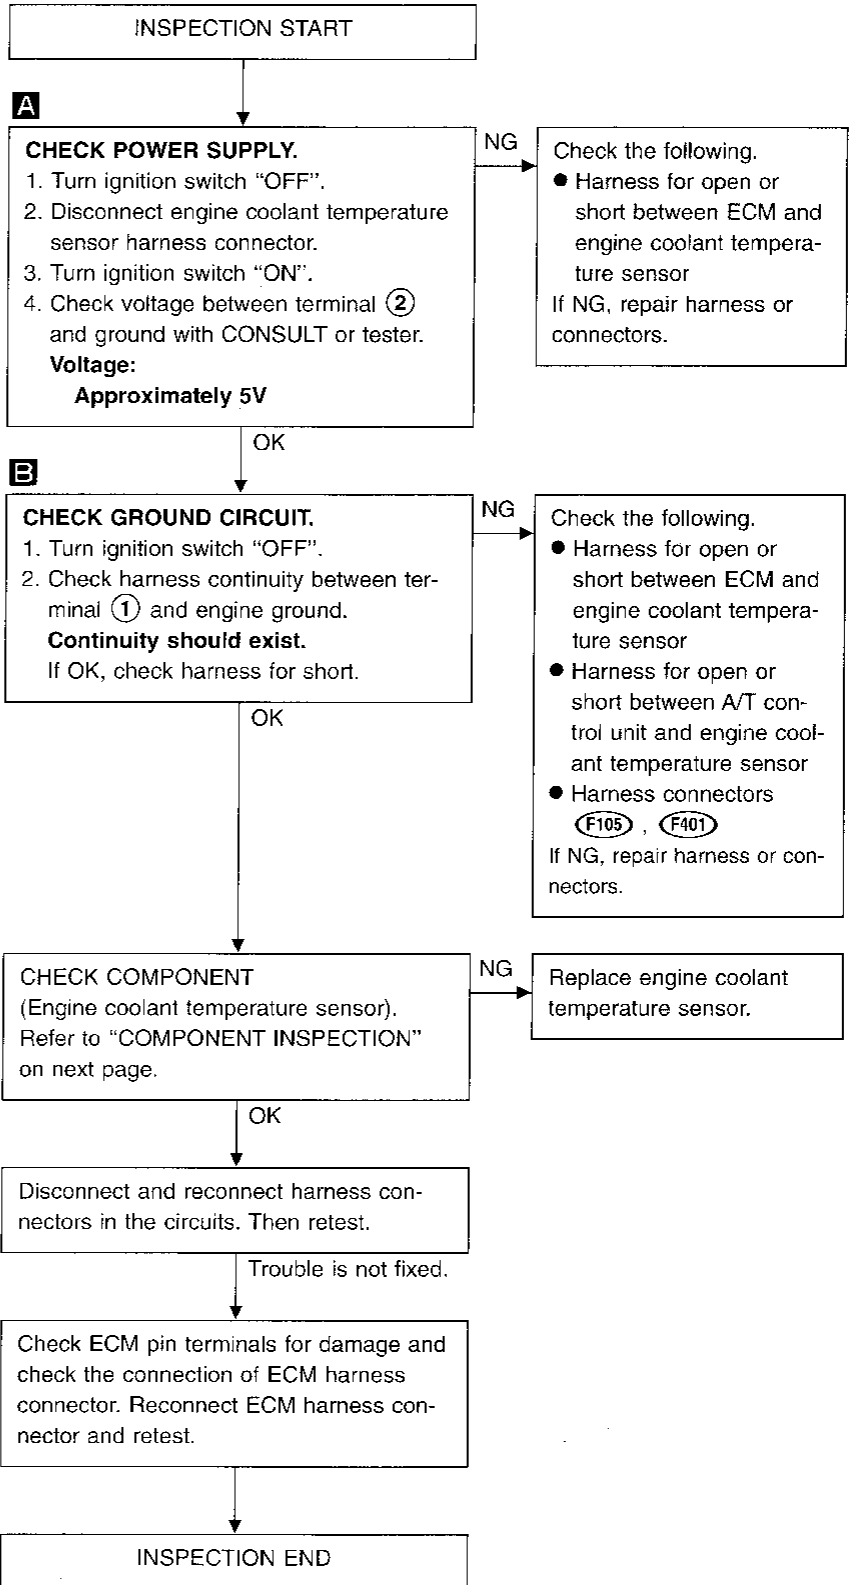 INSPECTION START
A
CHECK POWER SUPPLY.
1. Turn ignition switch “OFF”.
2. Disconnect engine coolant temperature
sensor harness connector.
3. Turn ignition switch “ON”.
4. Check voltage between terminal ②
and ground with CONSULT or tester.
Voltage:
Approximately 5V
NG
Check the following.
● Harness for open or
short between ECM and
engine coolant tempera-
ture sensor
If NG, repair harness or
connectors.
OK
B
CHECK GROUND CIRCUIT.
1. Turn ignition switch “OFF”.
2. Check harness continuity between ter-
minal ① and engine ground.
Continuity should exist.
If OK, check harness for short.
NG
Check the following.
● Harness for open or
short between ECM and
engine coolant tempera-
ture sensor
● Harness for open or
short between A/T con-
trol unit and engine cool-
ant temperature sensor
● Harness connectors
F105 , F401
If NG, repair harness or con-
nectors.
OK
CHECK COMPONENT
(Engine coolant temperature sensor).
Refer to “COMPONENT INSPECTION”
on next page.
NG
Replace engine coolant
temperature sensor.
OK
Disconnect and reconnect harness con-
nectors in the circuits. Then retest.
Trouble is not fixed.
Check ECM pin terminals for damage and
check the connection of ECM harness
connector. Reconnect ECM harness con-
nector and retest.
INSPECTION END